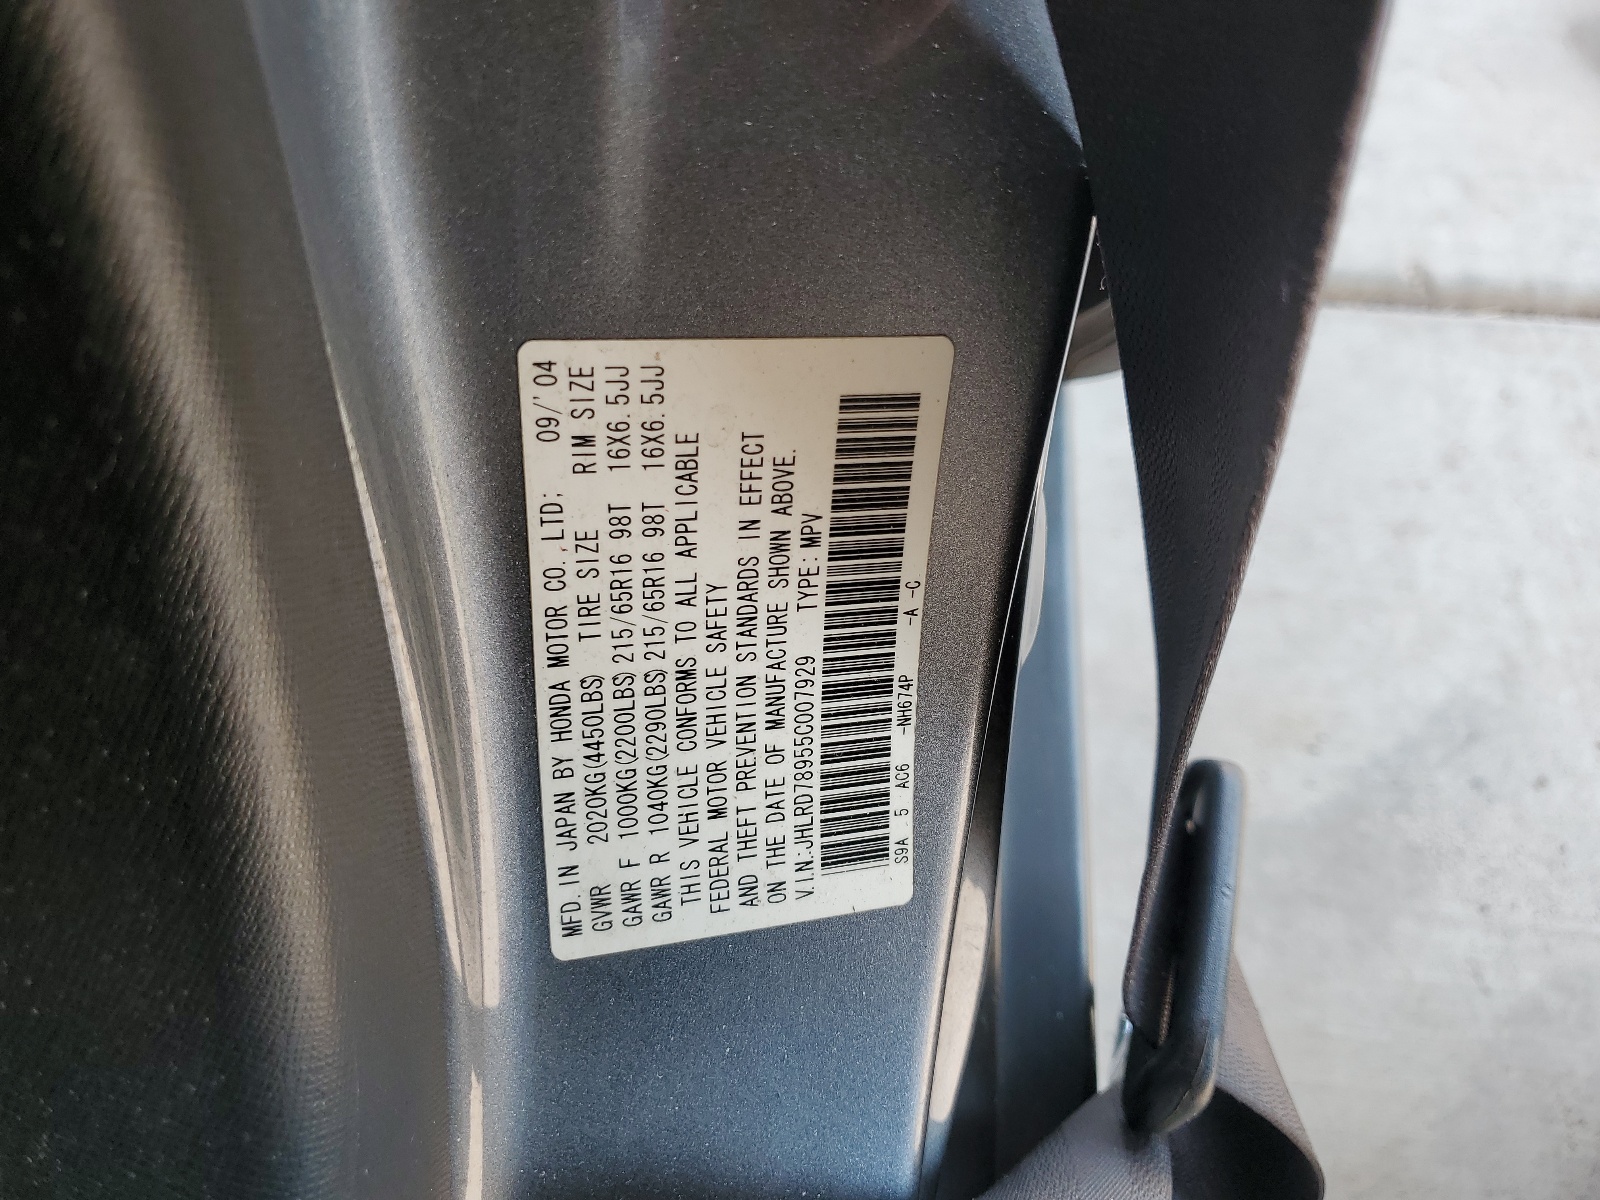 MFD. IN JAPAN BY HONDA MOTOR CO., LTD; 09/'04
GVWR 2020KG(4450LBS) TIRE SIZE RIM SIZE
GAWR F 1000KG(2200LBS) 215/65R16 98T 16X6.5JJ
GAWR R 1040KG(2290LBS) 215/65R16 98T 16X6.5JJ
THIS VEHICLE CONFORMS TO ALL APPLICABLE
FEDERAL MOTOR VEHICLE SAFETY
AND THEFT PREVENTION STANDARDS IN EFFECT
ON THE DATE OF MANUFACTURE SHOWN ABOVE.
V.I.N.:JHLRD78955C007929 TYPE: MPV
S9A 5 AC6 -NH674P -A -C